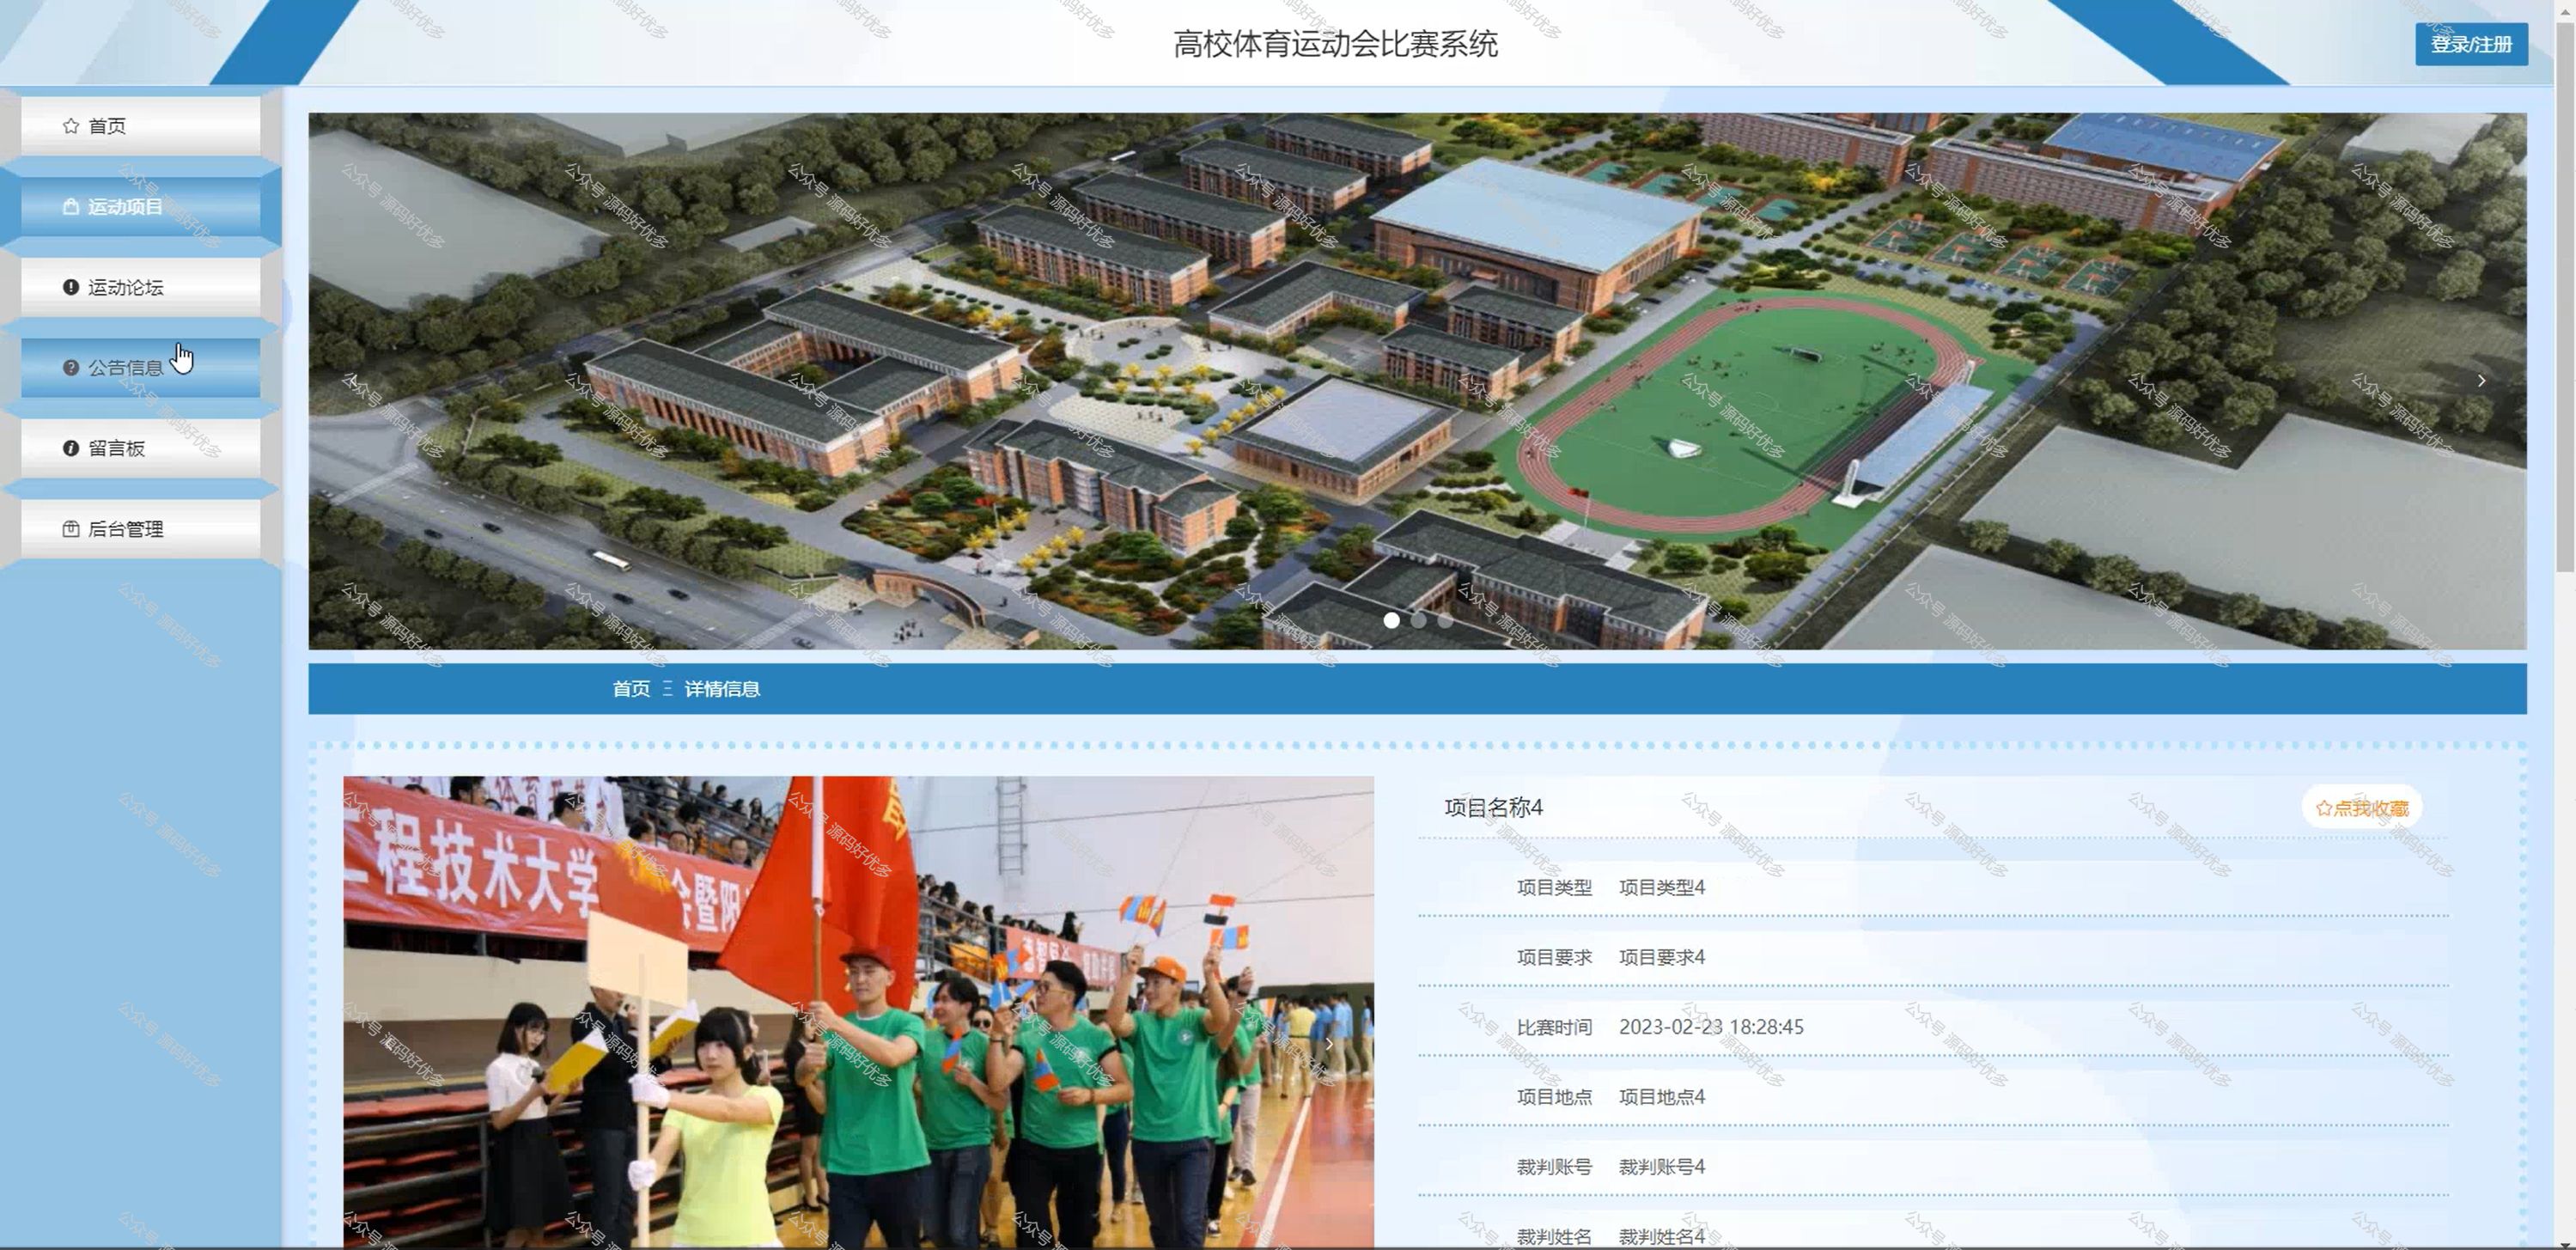 高校体育运动会比赛系统
登录/注册
首页
运动项目
运动论坛
公告信息
留言板
后台管理
首页 三 详情信息
项目名称4
点我收藏
项目类型 项目类型4
项目要求 项目要求4
比赛时间 2023-02-23 18:28:45
项目地点 项目地点4
裁判账号 裁判账号4
裁判姓名 裁判姓名4
程技术大学
会暨阳
公众号 源码好优多